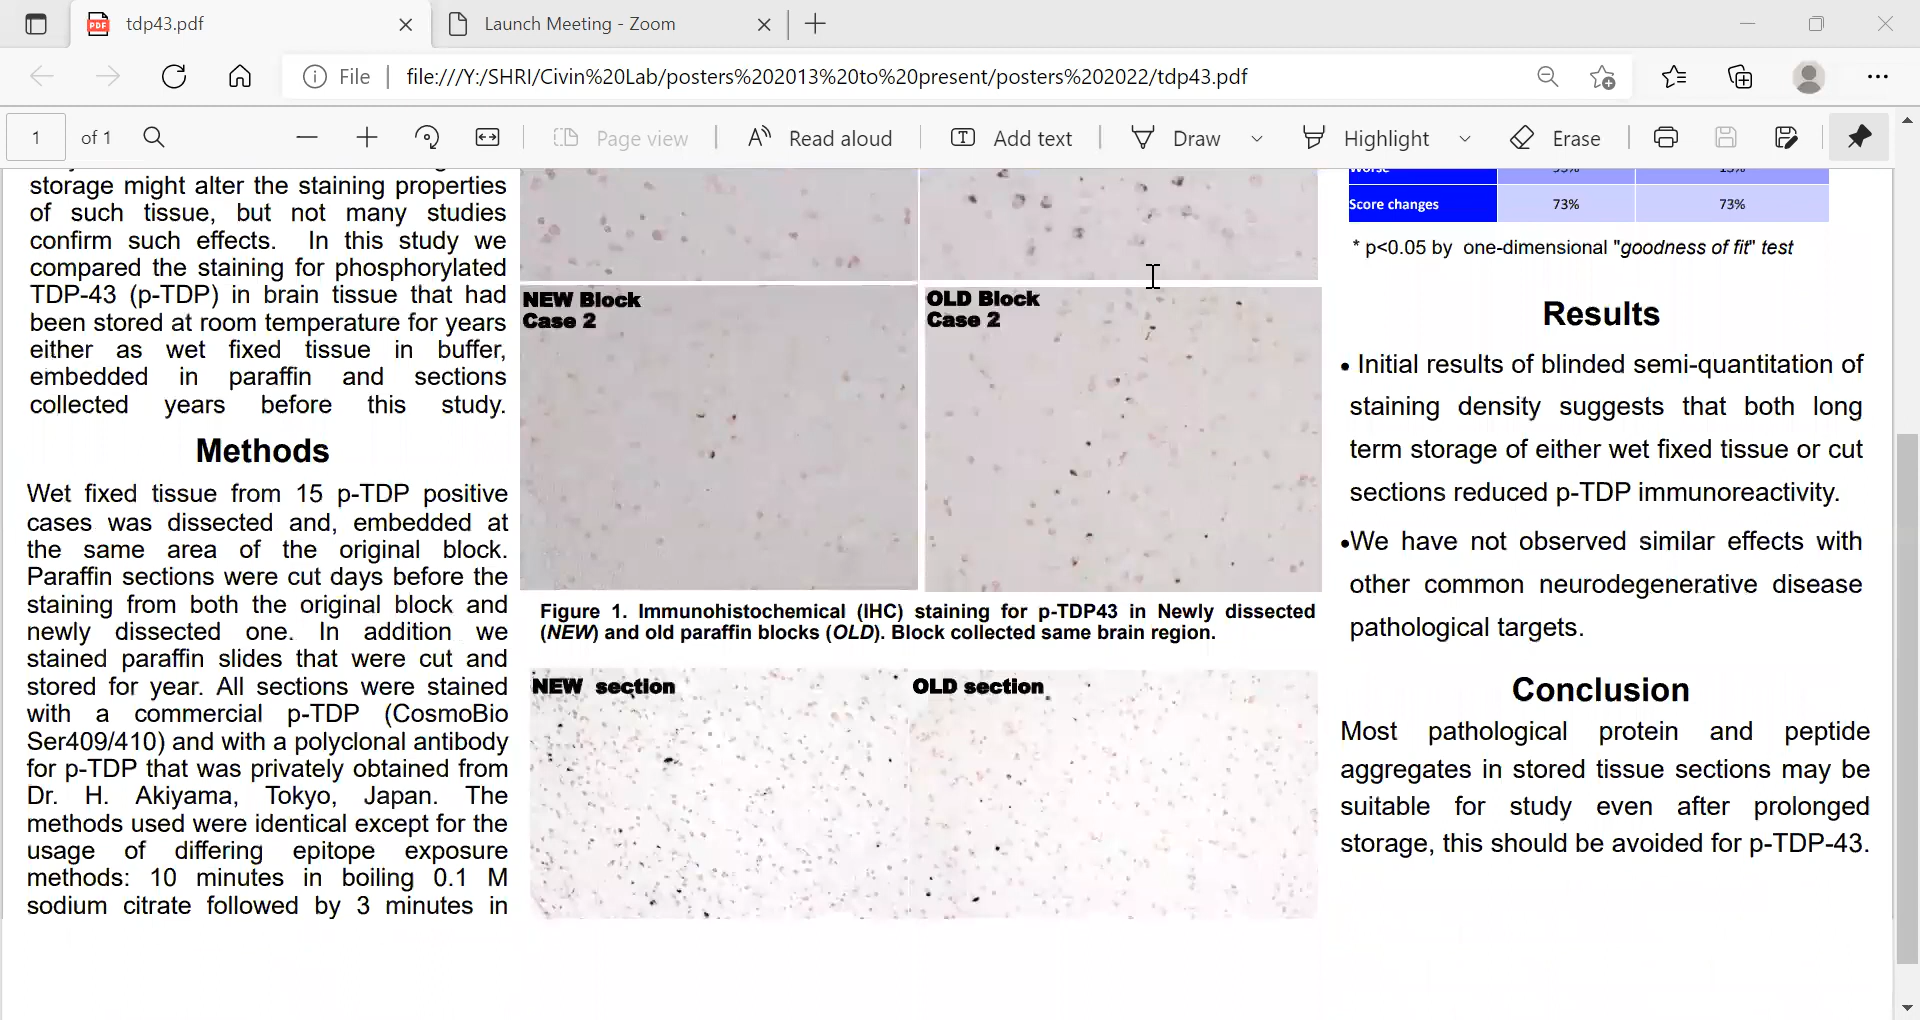 tdp43.pdf
Launch Meeting - Zoom
File
file:///Y:/SHRI/Civin%20Lab/posters%202013%20to%20present/posters%202022/tdp43.pdf
1 of 1
Page view
Read aloud
Add text
Draw
Highlight
Erase
storage might alter the staining properties
of such tissue, but not many studies
confirm such effects. In this study we
compared the staining for phosphorylated
TDP-43 (p-TDP) in brain tissue that had
been stored at room temperature for years
either as wet fixed tissue in buffer,
embedded in paraffin and sections
collected years before this study.
Methods
Wet fixed tissue from 15 p-TDP positive
cases was dissected and, embedded at
the same area of the original block.
Paraffin sections were cut days before the
staining from both the original block and
newly dissected one. In addition we
stained paraffin slides that were cut and
stored for year. All sections were stained
with a commercial p-TDP (CosmoBio
Ser409/410) and with a polyclonal antibody
for p-TDP that was privately obtained from
Dr. H. Akiyama, Tokyo, Japan. The
methods used were identical except for the
usage of differing epitope exposure
methods: 10 minutes in boiling 0.1 M
sodium citrate followed by 3 minutes in
NEW Block
Case 2
OLD Block
Case 2
Figure 1. Immunohistochemical (IHC) staining for p-TDP43 in Newly dissected
(NEW) and old paraffin blocks (OLD). Block collected same brain region.
NEW section
OLD section
Score changes 73% 73%
* p<0.05 by one-dimensional "goodness of fit" test
Results
• Initial results of blinded semi-quantitation of
staining density suggests that both long
term storage of either wet fixed tissue or cut
sections reduced p-TDP immunoreactivity.
•We have not observed similar effects with
other common neurodegenerative disease
pathological targets.
Conclusion
Most pathological protein and peptide
aggregates in stored tissue sections may be
suitable for study even after prolonged
storage, this should be avoided for p-TDP-43.